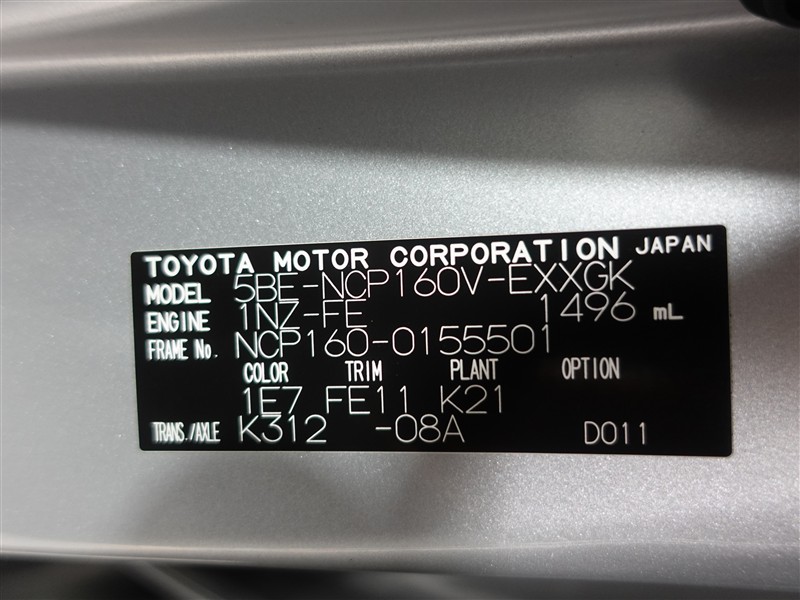 TOYOTA MOTOR CORPORATION JAPAN
MODEL 5BE-NCP160V-EXXGK
ENGINE 1NZ-FE 1496 mL
FRAME No. NCP160-0155501
COLOR TRIM PLANT OPTION
1E7 FE11 K21
TRANS./AXLE K312 -08A D011